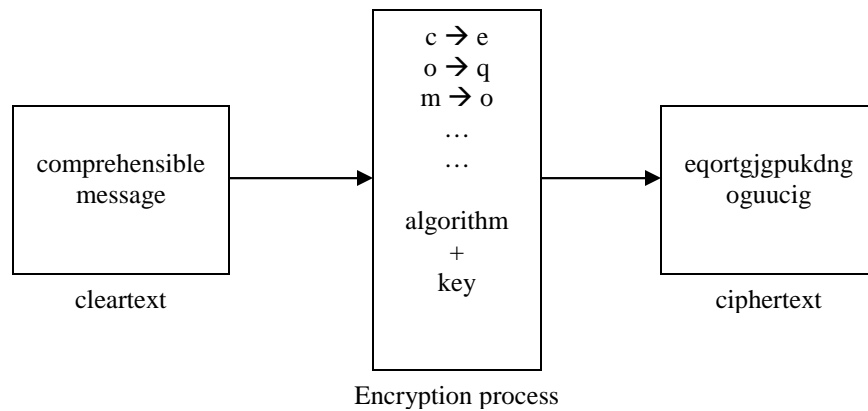 comprehensible
message
cleartext
c → e
o → q
m → o
…
…
algorithm
+
key
Encryption process
eqortgjgpukdng
oguucig
ciphertext